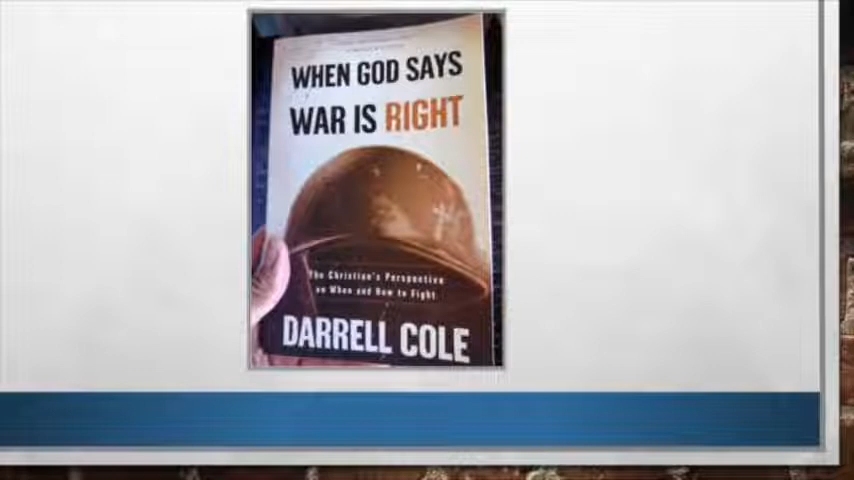 WHEN GOD SAYS
WAR IS RIGHT
The Christian's Perspective
on When and How to Fight
DARRELL COLE